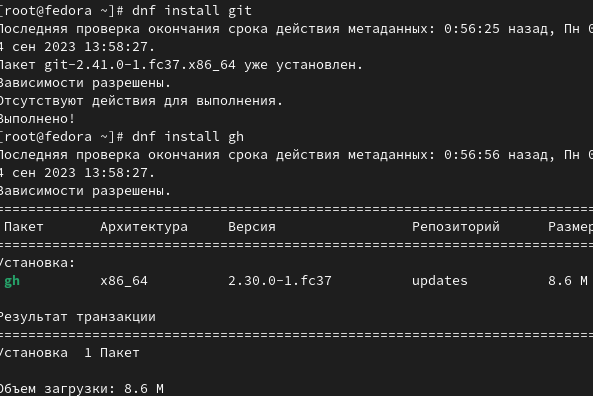 [root@fedora ~]# dnf install git
Последняя проверка окончания срока действия метаданных: 0:56:25 назад, Пн 0
4 сен 2023 13:58:27.
Пакет git-2.41.0-1.fc37.x86_64 уже установлен.
Зависимости разрешены.
Отсутствуют действия для выполнения.
Выполнено!
[root@fedora ~]# dnf install gh
Последняя проверка окончания срока действия метаданных: 0:56:56 назад, Пн 0
4 сен 2023 13:58:27.
Зависимости разрешены.
Пакет Архитектура Версия Репозиторий Размер
Установка:
gh x86_64 2.30.0-1.fc37 updates 8.6 M
Результат транзакции
Установка 1 Пакет
Объем загрузки: 8.6 M